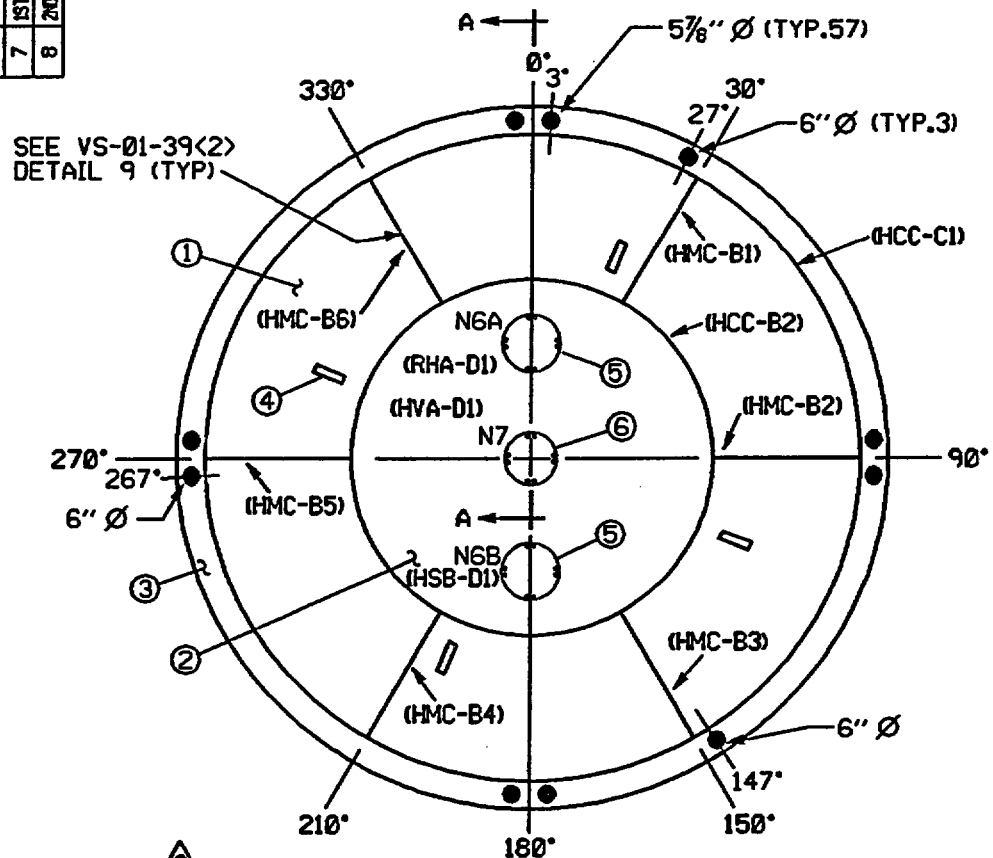 7 1ST
8 2ND
A
5⅞" Ø (TYP.57)
0°
3°
330°
30°
27°
6" Ø (TYP.3)
SEE VS-01-39<2>
DETAIL 9 (TYP)
1
(HMC-B1)
(HCC-C1)
(HMC-B6)
N6A
(HCC-B2)
(RHA-D1)
5
4
(HVA-D1)
(HMC-B2)
N7
6
270°
90°
267°
(HMC-B5)
6" Ø
A
5
N6B
(HSB-D1)
3
2
(HMC-B3)
(HMC-B4)
6" Ø
147°
210°
150°
180°